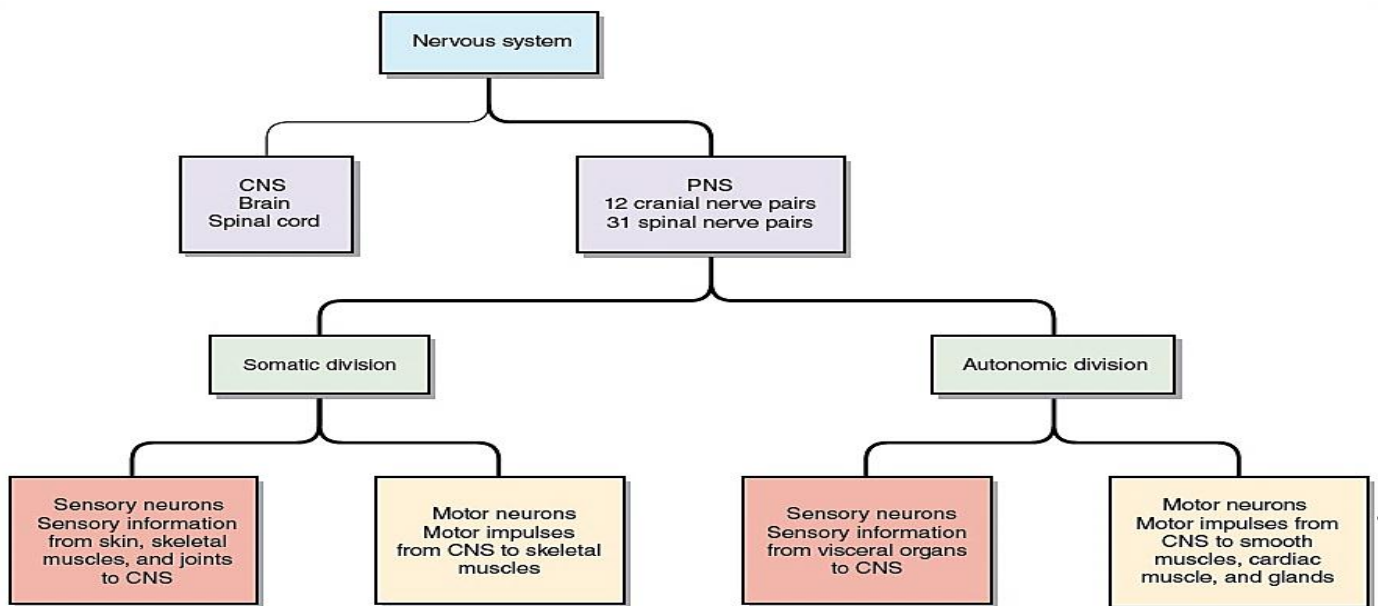 Nervous system
CNS
Brain
Spinal cord
PNS
12 cranial nerve pairs
31 spinal nerve pairs
Somatic division
Autonomic division
Sensory neurons
Sensory information
from skin, skeletal
muscles, and joints
to CNS
Motor neurons
Motor impulses
from CNS to skeletal
muscles
Sensory neurons
Sensory information
from visceral organs
to CNS
Motor neurons
Motor impulses from
CNS to smooth
muscles, cardiac
muscle, and glands